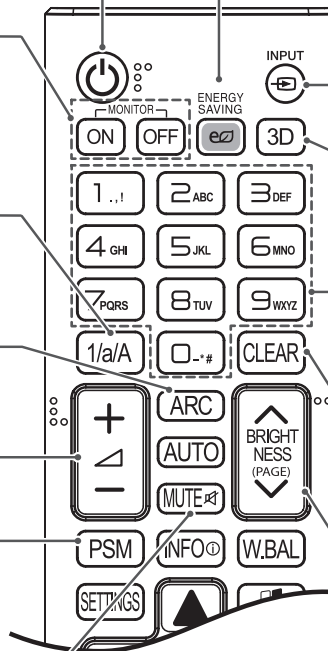 INPUT
ENERGY
SAVING
MONITOR
ON OFF 3D
1 .,! 2 ABC 3 DEF
4 GHI 5 JKL 6 MNO
7 PQRS 8 TUV 9 WXYZ
1/a/A 0 -*# CLEAR
ARC
+ BRIGHT
NESS
(PAGE)
AUTO
− MUTE
PSM INFO W.BAL
SETTINGS